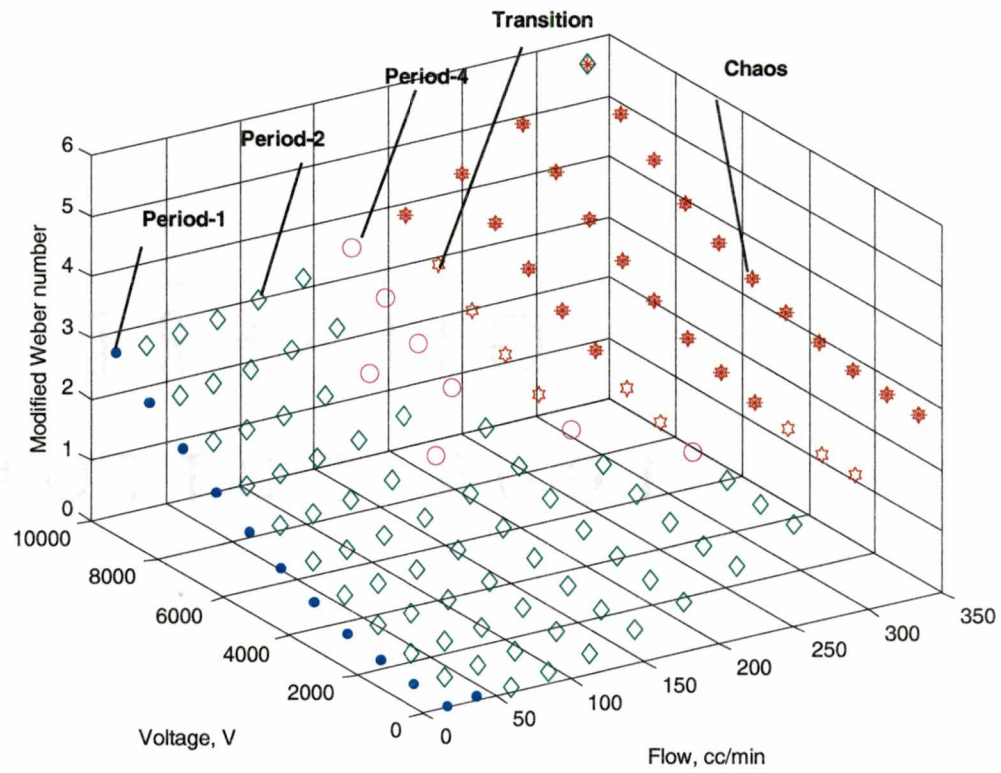 Transition
Period-4
Chaos
Period-2
Period-1
6
5
4
3
2
1
0
Modified Weber number
10000
8000
6000
4000
2000
0
Voltage, V
0
50
100
150
200
250
300
350
Flow, cc/min